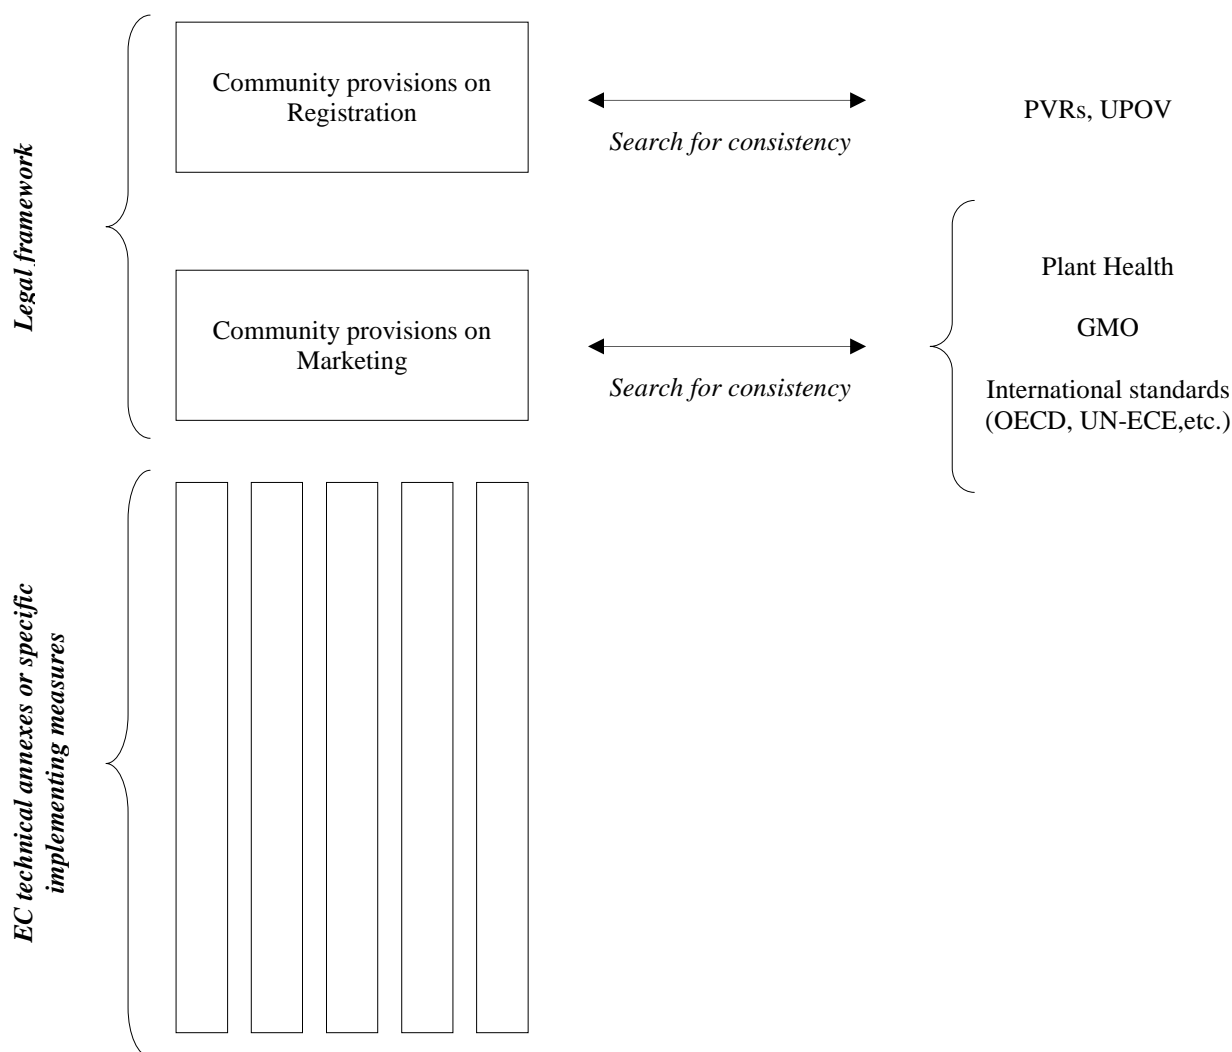 Legal framework
Community provisions on
Registration
Search for consistency
PVRs, UPOV
Community provisions on
Marketing
Search for consistency
Plant Health
GMO
International standards
(OECD, UN-ECE,etc.)
EC technical annexes or specific
implementing measures